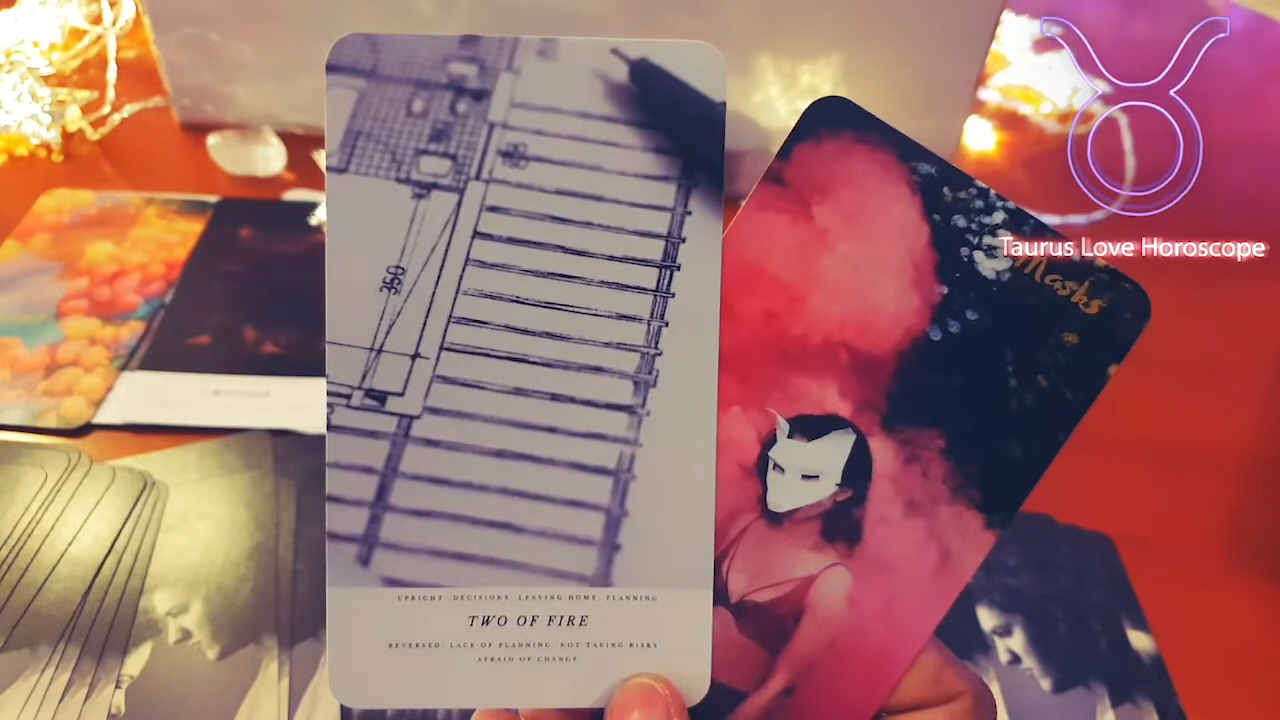 Taurus Love Horoscope
Masks
350
UPRIGHT: DECISIONS, LEAVING HOME, PLANNING
TWO OF FIRE
REVERSED: LACK OF PLANNING, NOT TAKING RISKS
AFRAID OF CHANGE